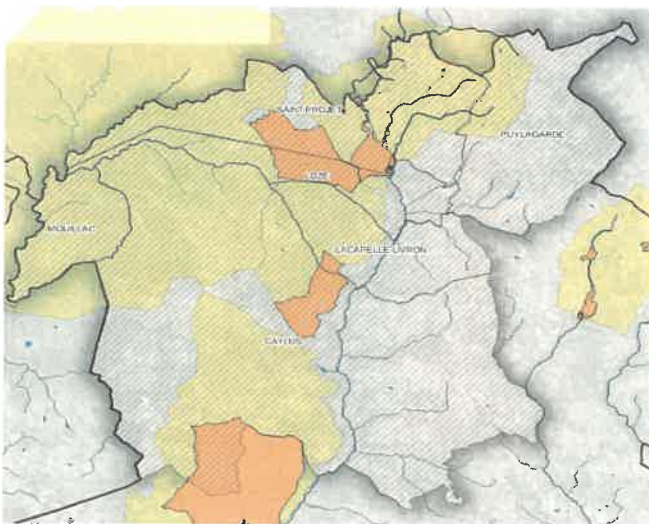 SAINT-PROJET
PUYLAGARDE
LOZE
MOUILLAC
LACAPELLE-LIVRON
CAYLUS